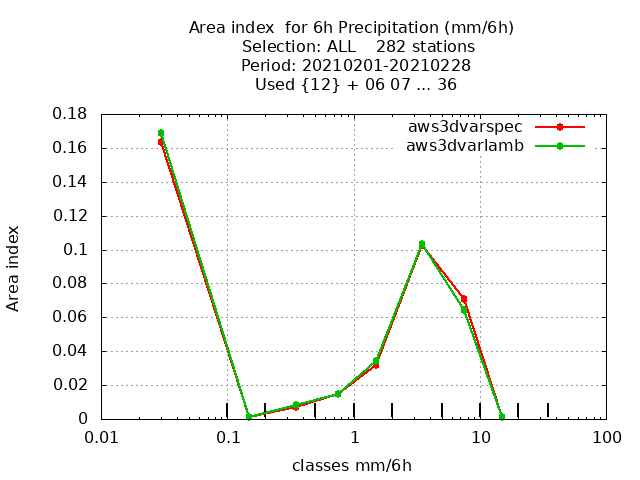 Area index  for 6h Precipitation (mm/6h)
Selection: ALL    282 stations
Period: 20210201-20210228
Used {12} + 06 07 ... 36
aws3dvarspec
aws3dvarlamb
0.18
0.16
0.14
0.12
0.1
0.08
0.06
0.04
0.02
0
Area index
0.01
0.1
1
10
100
classes mm/6h